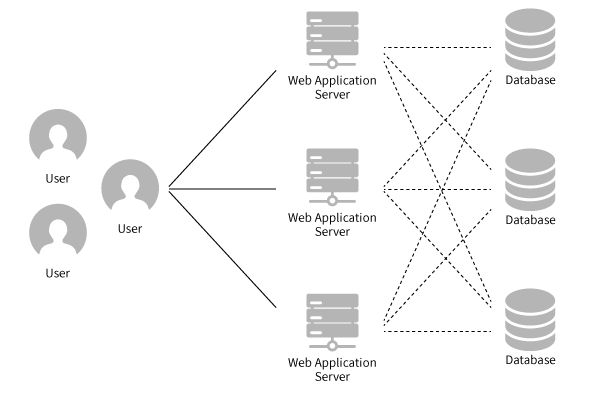 Web Application
Server
Database
User
User
User
Web Application
Server
Database
Web Application
Server
Database